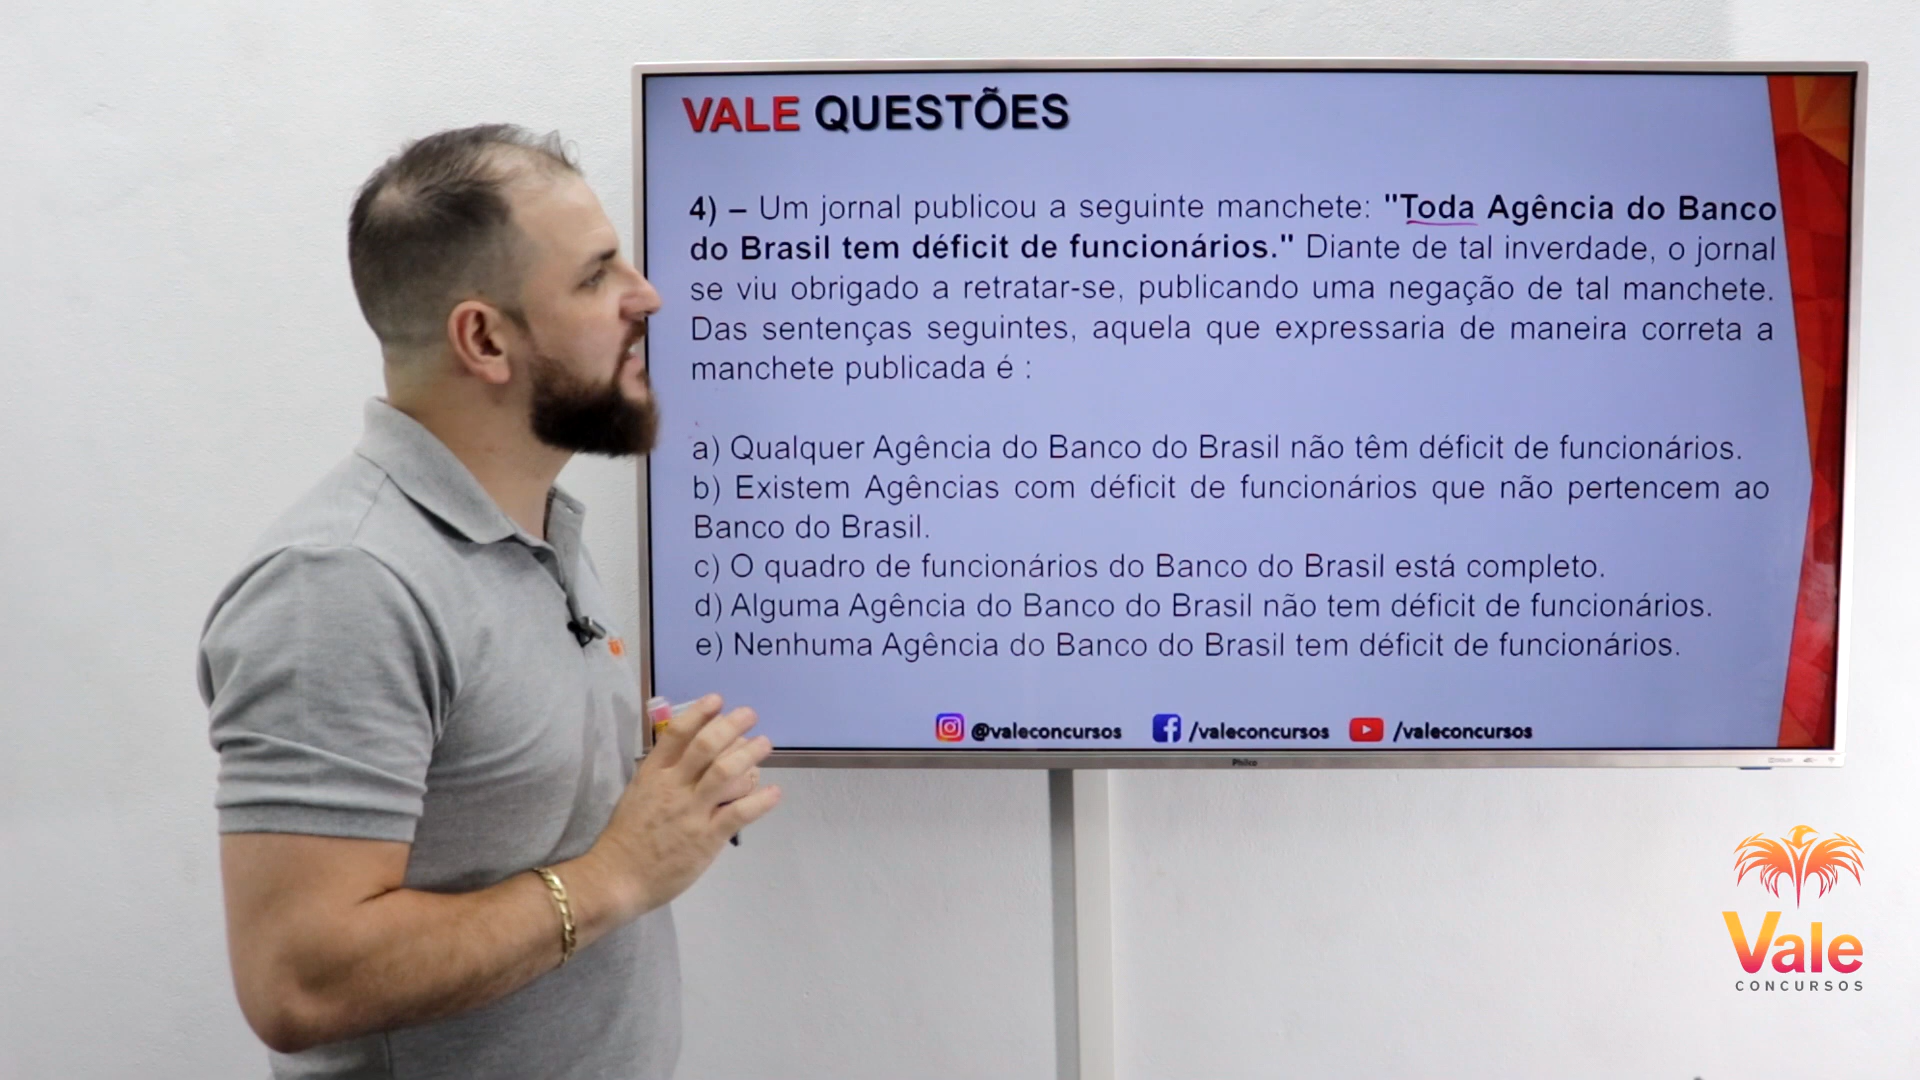 VALE QUESTÕES
4) – Um jornal publicou a seguinte manchete: "Toda Agência do Banco
do Brasil tem déficit de funcionários." Diante de tal inverdade, o jornal
se viu obrigado a retratar-se, publicando uma negação de tal manchete.
Das sentenças seguintes, aquela que expressaria de maneira correta a
manchete publicada é :
a) Qualquer Agência do Banco do Brasil não têm déficit de funcionários.
b) Existem Agências com déficit de funcionários que não pertencem ao
Banco do Brasil.
c) O quadro de funcionários do Banco do Brasil está completo.
d) Alguma Agência do Banco do Brasil não tem déficit de funcionários.
e) Nenhuma Agência do Banco do Brasil tem déficit de funcionários.
@valeconcursos /valeconcursos /valeconcursos
Philco
Vale
CONCURSOS